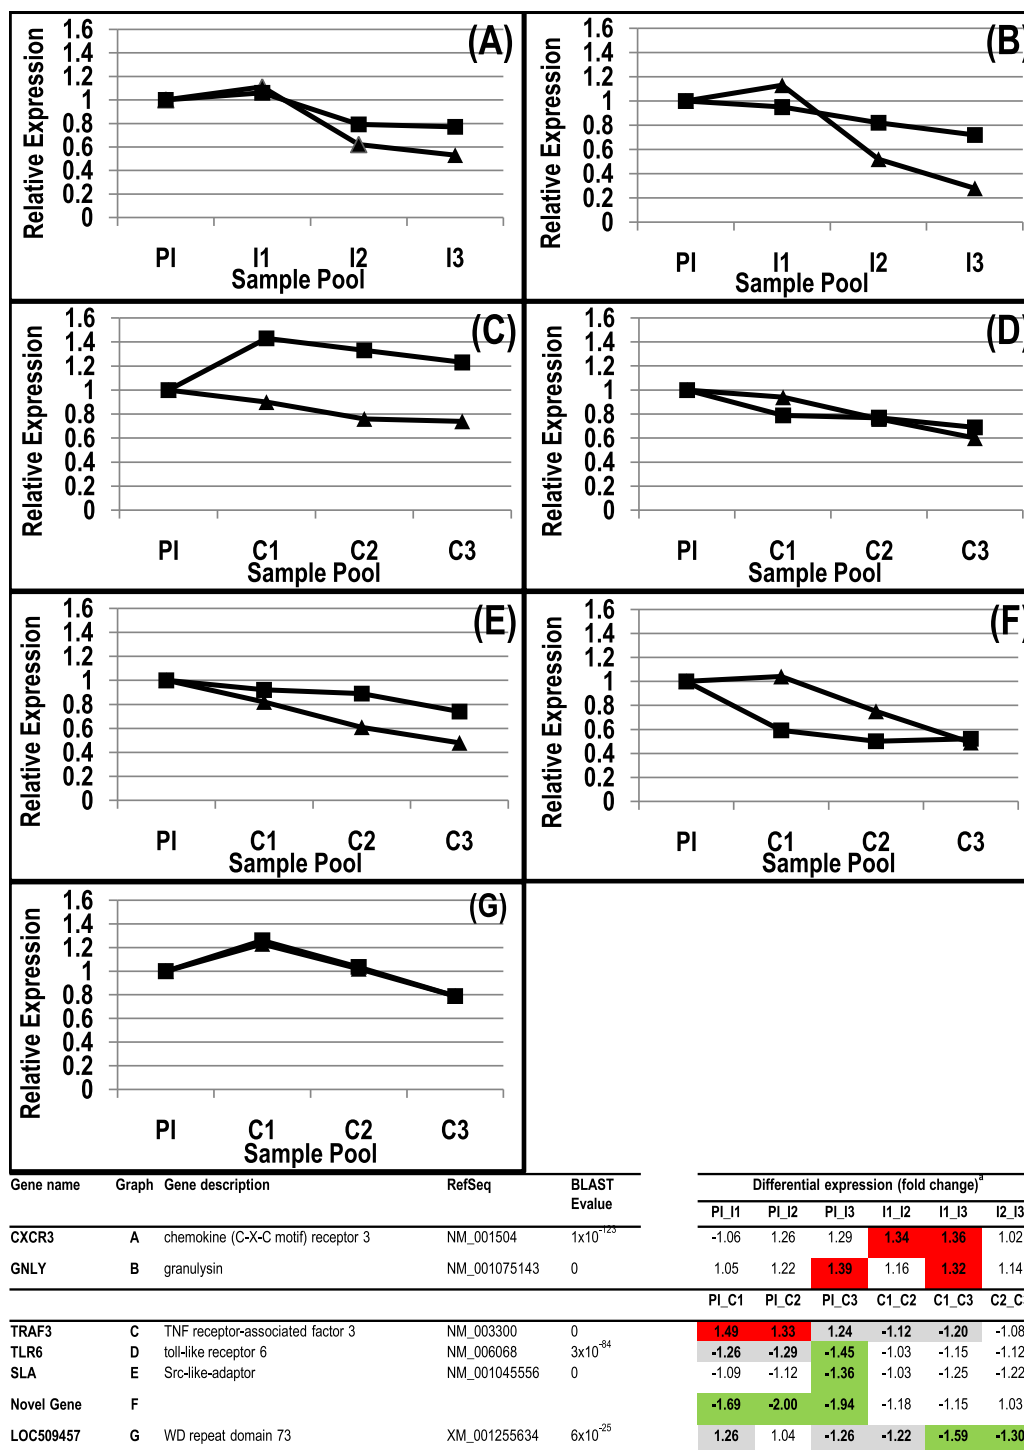 (A)
Relative Expression
1.6
1.4
1.2
1
0.8
0.6
0.4
0.2
0
PI I1 I2 I3
Sample Pool
(B)
Relative Expression
1.6
1.4
1.2
1
0.8
0.6
0.4
0.2
0
PI I1 I2 I3
Sample Pool
(C)
Relative Expression
1.6
1.4
1.2
1
0.8
0.6
0.4
0.2
0
PI C1 C2 C3
Sample Pool
(D)
Relative Expression
1.6
1.4
1.2
1
0.8
0.6
0.4
0.2
0
PI C1 C2 C3
Sample Pool
(E)
Relative Expression
1.6
1.4
1.2
1
0.8
0.6
0.4
0.2
0
PI C1 C2 C3
Sample Pool
(F)
Relative Expression
1.6
1.4
1.2
1
0.8
0.6
0.4
0.2
0
PI C1 C2 C3
Sample Pool
(G)
Relative Expression
1.6
1.4
1.2
1
0.8
0.6
0.4
0.2
0
PI C1 C2 C3
Sample Pool
Gene name Graph Gene description RefSeq BLAST Evalue Differential expression (fold change)a
PI_I1 PI_I2 PI_I3 I1_I2 I1_I3 I2_I3
CXCR3 A chemokine (C-X-C motif) receptor 3 NM_001504 1x10-123 -1.06 1.26 1.29 1.34 1.36 1.02
GNLY B granulysin NM_001075143 0 1.05 1.22 1.39 1.16 1.32 1.14
PI_C1 PI_C2 PI_C3 C1_C2 C1_C3 C2_C
TRAF3 C TNF receptor-associated factor 3 NM_003300 0 1.49 1.33 1.24 -1.12 -1.20 -1.08
TLR6 D toll-like receptor 6 NM_006068 3x10-84 -1.26 -1.29 -1.45 -1.03 -1.15 -1.12
SLA E Src-like-adaptor NM_001045556 0 -1.09 -1.12 -1.36 -1.03 -1.25 -1.22
Novel Gene F -1.69 -2.00 -1.94 -1.18 -1.15 1.03
LOC509457 G WD repeat domain 73 XM_001255634 6x10-25 1.26 1.04 -1.26 -1.22 -1.59 -1.30